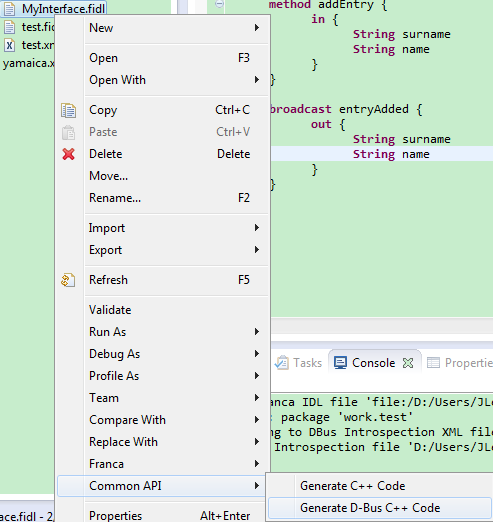 MyInterface.fidl
test.fid
test.xm
yamaica.x
New
Open F3
Open With
Copy Ctrl+C
Paste Ctrl+V
Delete Delete
Move...
Rename... F2
Import
Export
Refresh F5
Validate
Run As
Debug As
Profile As
Team
Compare With
Replace With
Franca
Common API
Properties Alt+Enter
Generate C++ Code
Generate D-Bus C++ Code
method addEntry {
in {
String surname
String name
}
}
broadcast entryAdded {
out {
String surname
String name
}
}
Tasks Console Propertie
anca IDL file 'file:/D:/Users/JLo
: package 'work.test'
ng to DBus Introspection XML file
Introspection file 'D:/Users/JLo
ace.fidl - 2